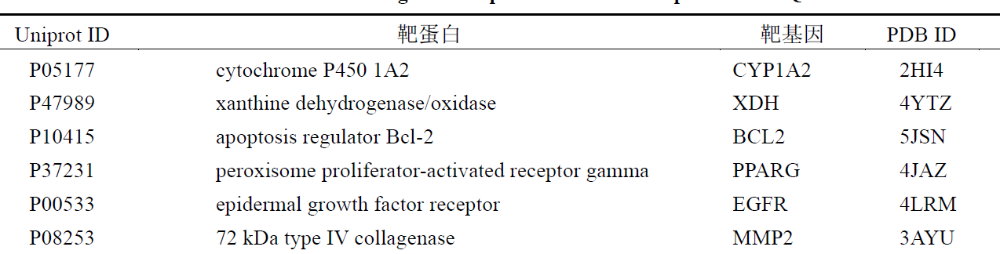 Uniprot ID 靶蛋白 靶基因 PDB ID
P05177 cytochrome P450 1A2 CYP1A2 2HI4
P47989 xanthine dehydrogenase/oxidase XDH 4YTZ
P10415 apoptosis regulator Bcl-2 BCL2 5JSN
P37231 peroxisome proliferator-activated receptor gamma PPARG 4JAZ
P00533 epidermal growth factor receptor EGFR 4LRM
P08253 72 kDa type IV collagenase MMP2 3AYU